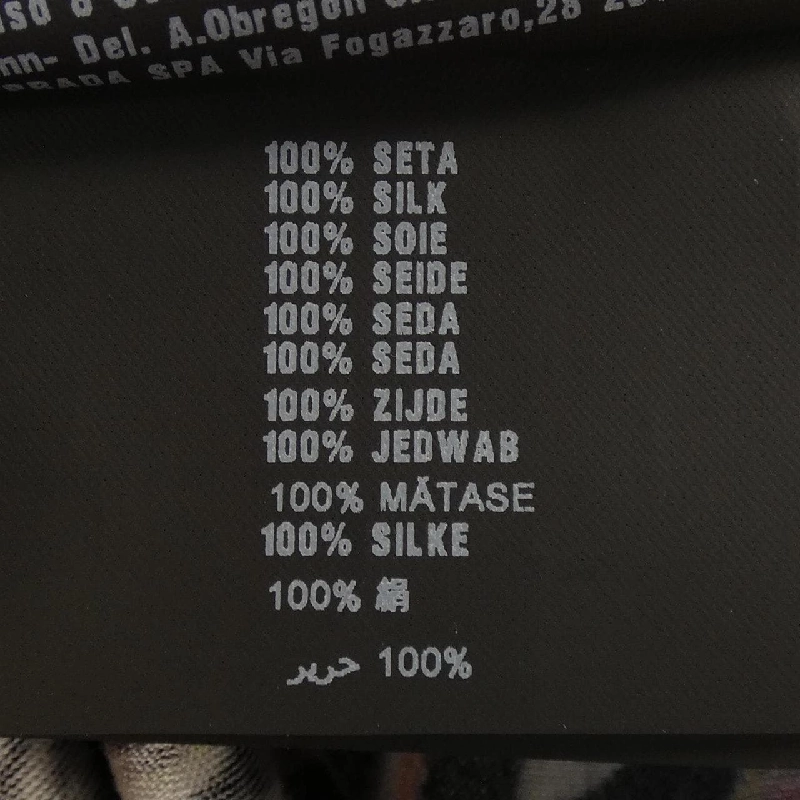 Del. A.Obregon
PRADA SPA Via Fogazzaro,28
100% SETA
100% SILK
100% SOIE
100% SEIDE
100% SEDA
100% SEDA
100% ZIJDE
100% JEDWAB
100% MĂTASE
100% SILKE
100% 絹
100% حرير